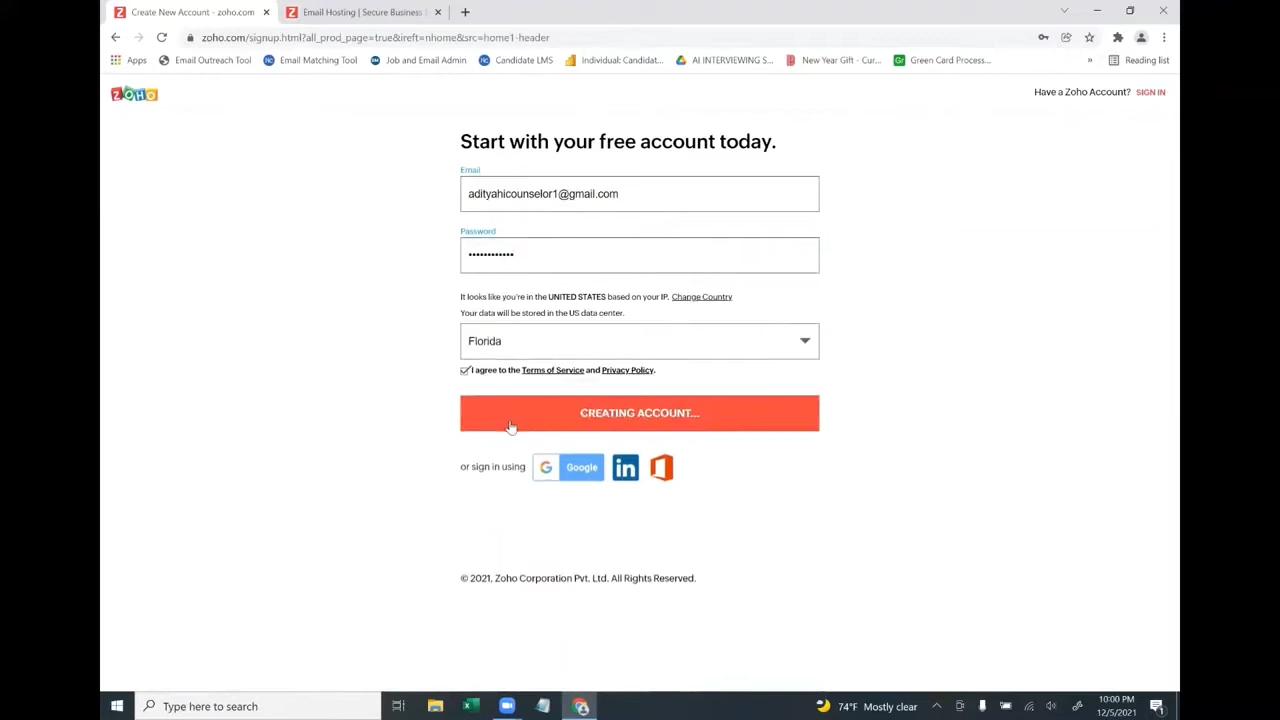 Create New Account - zoho.com
Email Hosting | Secure Business
zoho.com/signup.html?all_prod_page=true&ireft=nhome&src=home1-header
Apps
Email Outreach Tool
Email Matching Tool
Job and Email Admin
Candidate LMS
Individual: Candidat...
AI INTERVIEWING S...
New Year Gift - Cur...
Green Card Process...
»
Reading list
ZOHO
Have a Zoho Account? SIGN IN
Start with your free account today.
Email
adityahicounselor1@gmail.com
Password
••••••••••••
It looks like you're in the UNITED STATES based on your IP. Change Country
Your data will be stored in the US data center.
Florida
I agree to the Terms of Service and Privacy Policy.
CREATING ACCOUNT...
or sign in using
G Google
in
© 2021, Zoho Corporation Pvt. Ltd. All Rights Reserved.
Type here to search
74°F Mostly clear
10:00 PM
12/5/2021
1